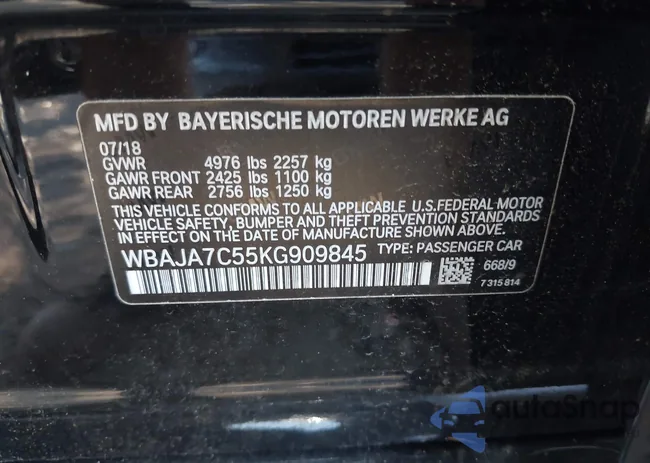 MFD BY BAYERISCHE MOTOREN WERKE AG
07/18
GVWR 4976 lbs 2257 kg
GAWR FRONT 2425 lbs 1100 kg
GAWR REAR 2756 lbs 1250 kg
THIS VEHICLE CONFORMS TO ALL APPLICABLE U.S.FEDERAL MOTOR
VEHICLE SAFETY, BUMPER AND THEFT PREVENTION STANDARDS
IN EFFECT ON THE DATE OF MANUFACTURE SHOWN ABOVE.
WBAJA7C55KG909845 TYPE: PASSENGER CAR
668/9
7 315 814
autoSnap